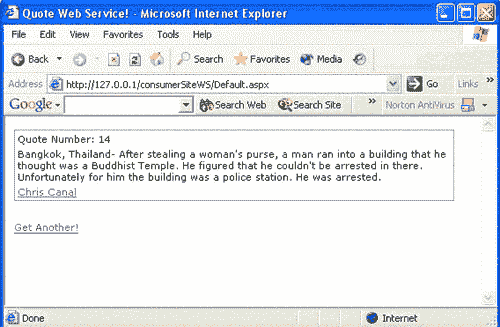 Quote Web Service! - Microsoft Internet Explorer
File Edit View Favorites Tools Help
Back Search Favorites Media
Address http://127.0.0.1/consumerSiteWS/Default.aspx Go Links »
Google Search Web Search Site » Norton AntiVirus
Quote Number: 14
Bangkok, Thailand- After stealing a woman's purse, a man ran into a building that he
thought was a Buddhist Temple. He figured that he couldn't be arrested in there.
Unfortunately for him the building was a police station. He was arrested.
Chris Canal
Get Another!
Done Internet